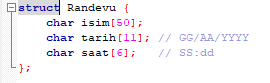 struct Randevu {
char isim[50];
char tarih[11]; // GG/AA/YYYY
char saat[6]; // SS:dd
};